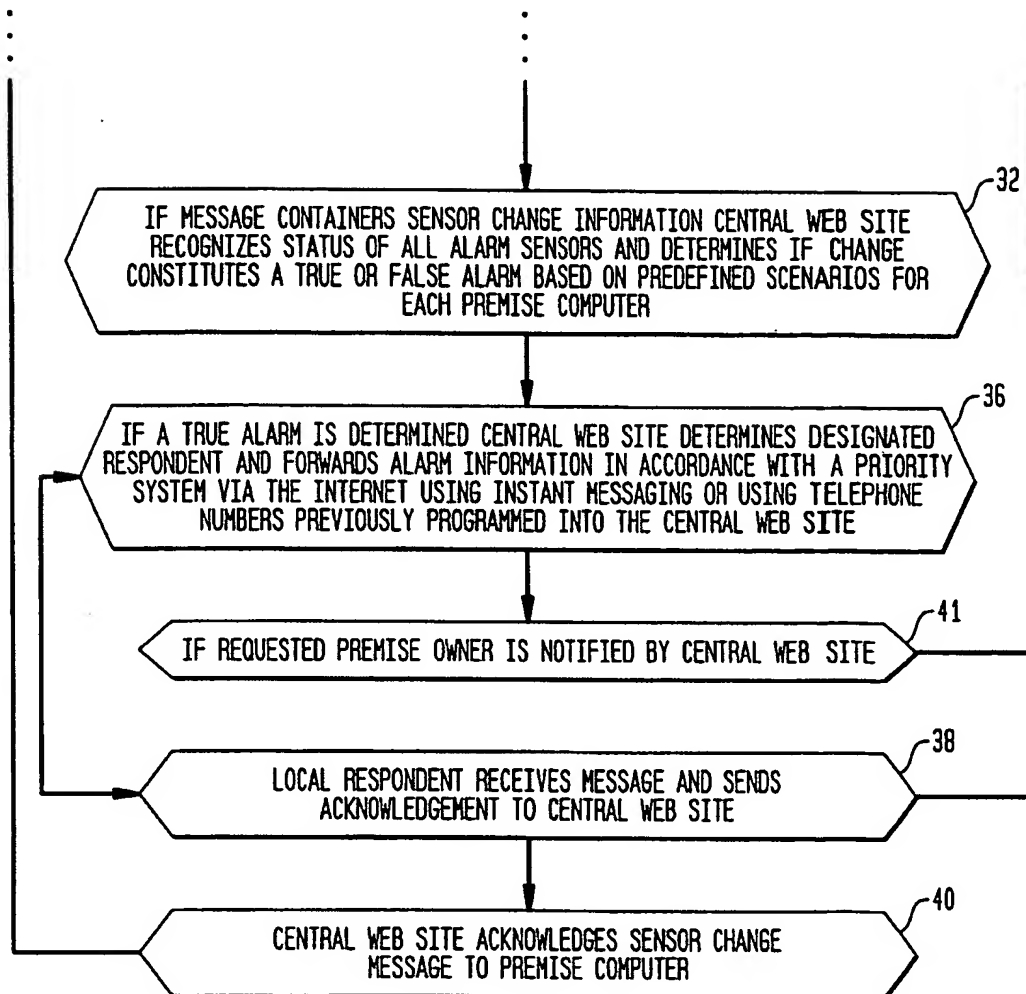 32
IF MESSAGE CONTAINERS SENSOR CHANGE INFORMATION CENTRAL WEB SITE
RECOGNIZES STATUS OF ALL ALARM SENSORS AND DETERMINES IF CHANGE
CONSTITUTES A TRUE OR FALSE ALARM BASED ON PREDEFINED SCENARIOS FOR
EACH PREMISE COMPUTER
36
IF A TRUE ALARM IS DETERMINED CENTRAL WEB SITE DETERMINES DESIGNATED
RESPONDENT AND FORWARDS ALARM INFORMATION IN ACCORDANCE WITH A PRIORITY
SYSTEM VIA THE INTERNET USING INSTANT MESSAGING OR USING TELEPHONE
NUMBERS PREVIOUSLY PROGRAMMED INTO THE CENTRAL WEB SITE
41
IF REQUESTED PREMISE OWNER IS NOTIFIED BY CENTRAL WEB SITE
38
LOCAL RESPONDENT RECEIVES MESSAGE AND SENDS
ACKNOWLEDGEMENT TO CENTRAL WEB SITE
40
CENTRAL WEB SITE ACKNOWLEDGES SENSOR CHANGE
MESSAGE TO PREMISE COMPUTER